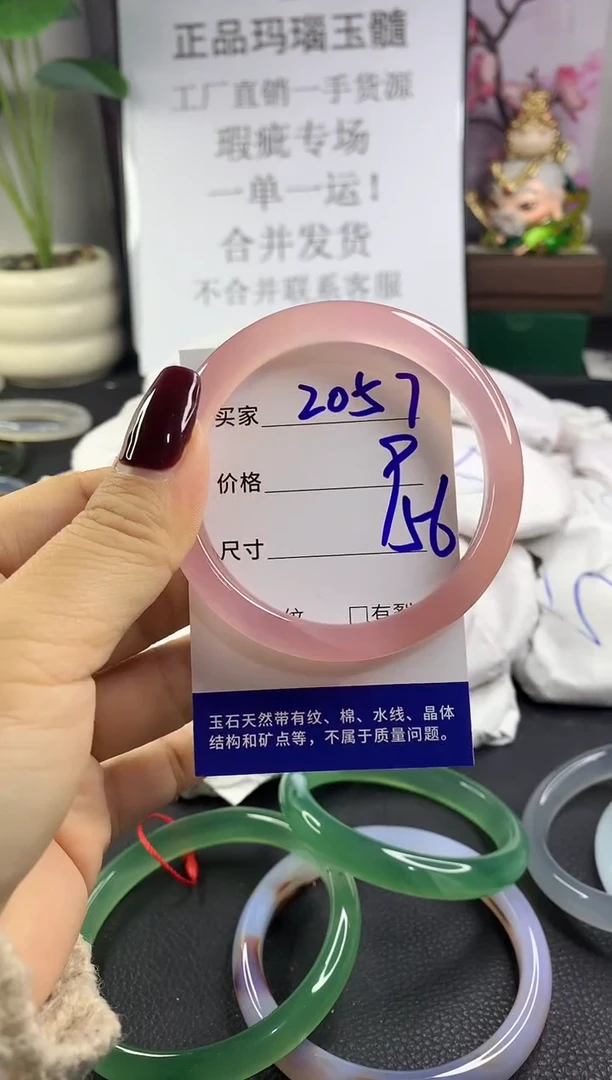 正品玛瑙玉髓
工厂直销一手货源
瑕疵专场
一单一运！
合并发货
不合并联系客服
买家 2057
价格 P
尺寸 56
纹 □有裂
玉石天然带有纹、棉、水线、晶体
结构和矿点等，不属于质量问题。